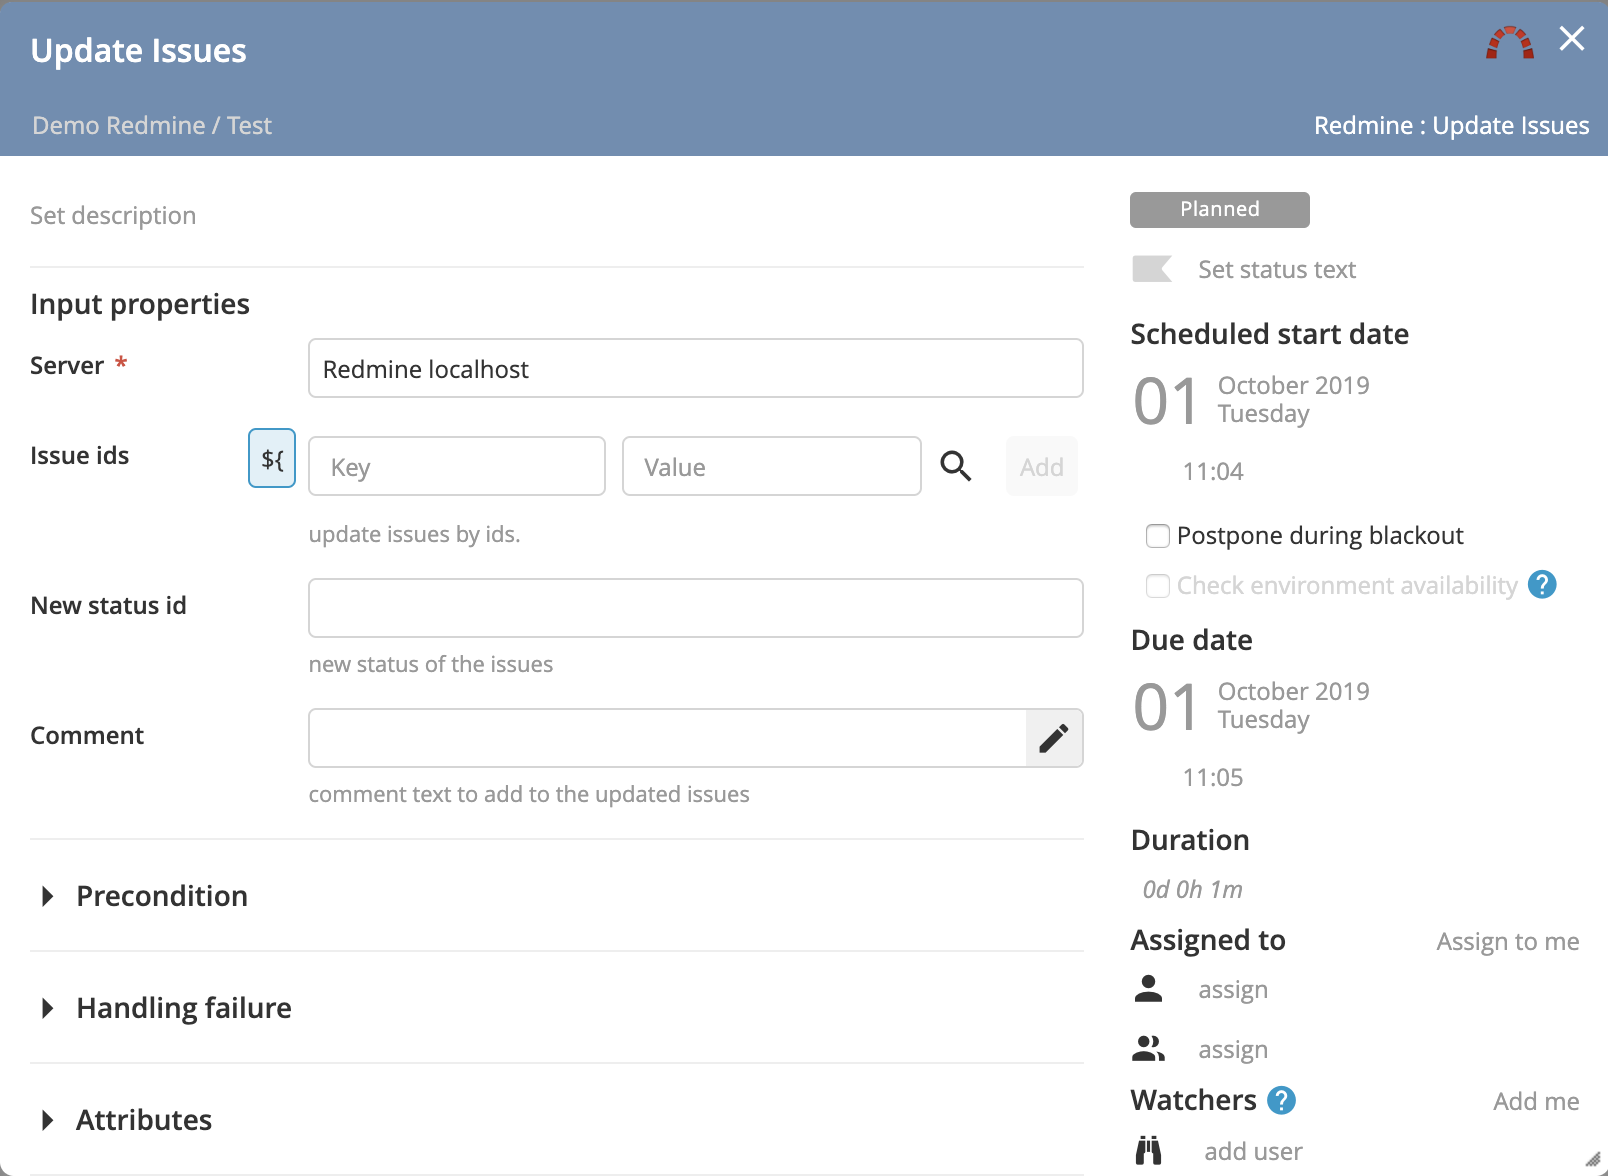 Update Issues
Demo Redmine / Test
Redmine : Update Issues
Set description
Input properties
Server *
Redmine localhost
Issue ids
${
Key
Value
Add
update issues by ids.
New status id
new status of the issues
Comment
comment text to add to the updated issues
Precondition
Handling failure
Attributes
Planned
Set status text
Scheduled start date
01
October 2019
Tuesday
11:04
Postpone during blackout
Check environment availability ?
Due date
01
October 2019
Tuesday
11:05
Duration
0d 0h 1m
Assigned to
Assign to me
assign
assign
Watchers ?
Add me
add user